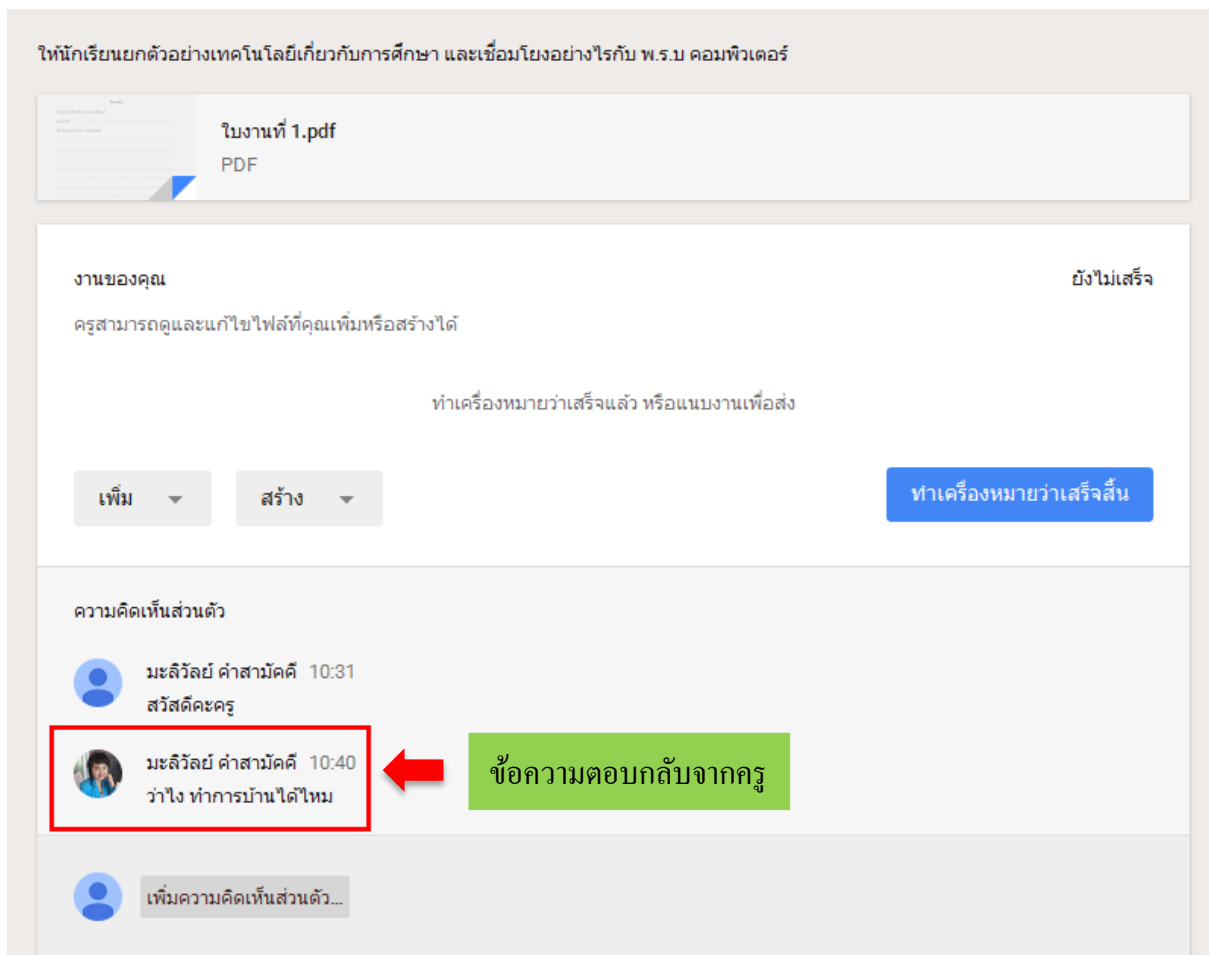 ให้นักเรียนยกตัวอย่างเทคโนโลยีเกี่ยวกับการศึกษา และเชื่อมโยงอย่างไรกับ พ.ร.บ คอมพิวเตอร์
ใบงานที่ 1.pdf
PDF
งานของคุณ
ยังไม่เสร็จ
ครูสามารถดูและแก้ไขไฟล์ที่คุณเพิ่มหรือสร้างได้
ทำเครื่องหมายว่าเสร็จแล้ว หรือแนบงานเพื่อส่ง
เพิ่ม
สร้าง
ทำเครื่องหมายว่าเสร็จสิ้น
ความคิดเห็นส่วนตัว
มะลิวัลย์ คำสามัคคี 10:31
สวัสดีคะครู
มะลิวัลย์ คำสามัคคี 10:40
ว่าไง ทำการบ้านได้ไหม
ข้อความตอบกลับจากครู
เพิ่มความคิดเห็นส่วนตัว...